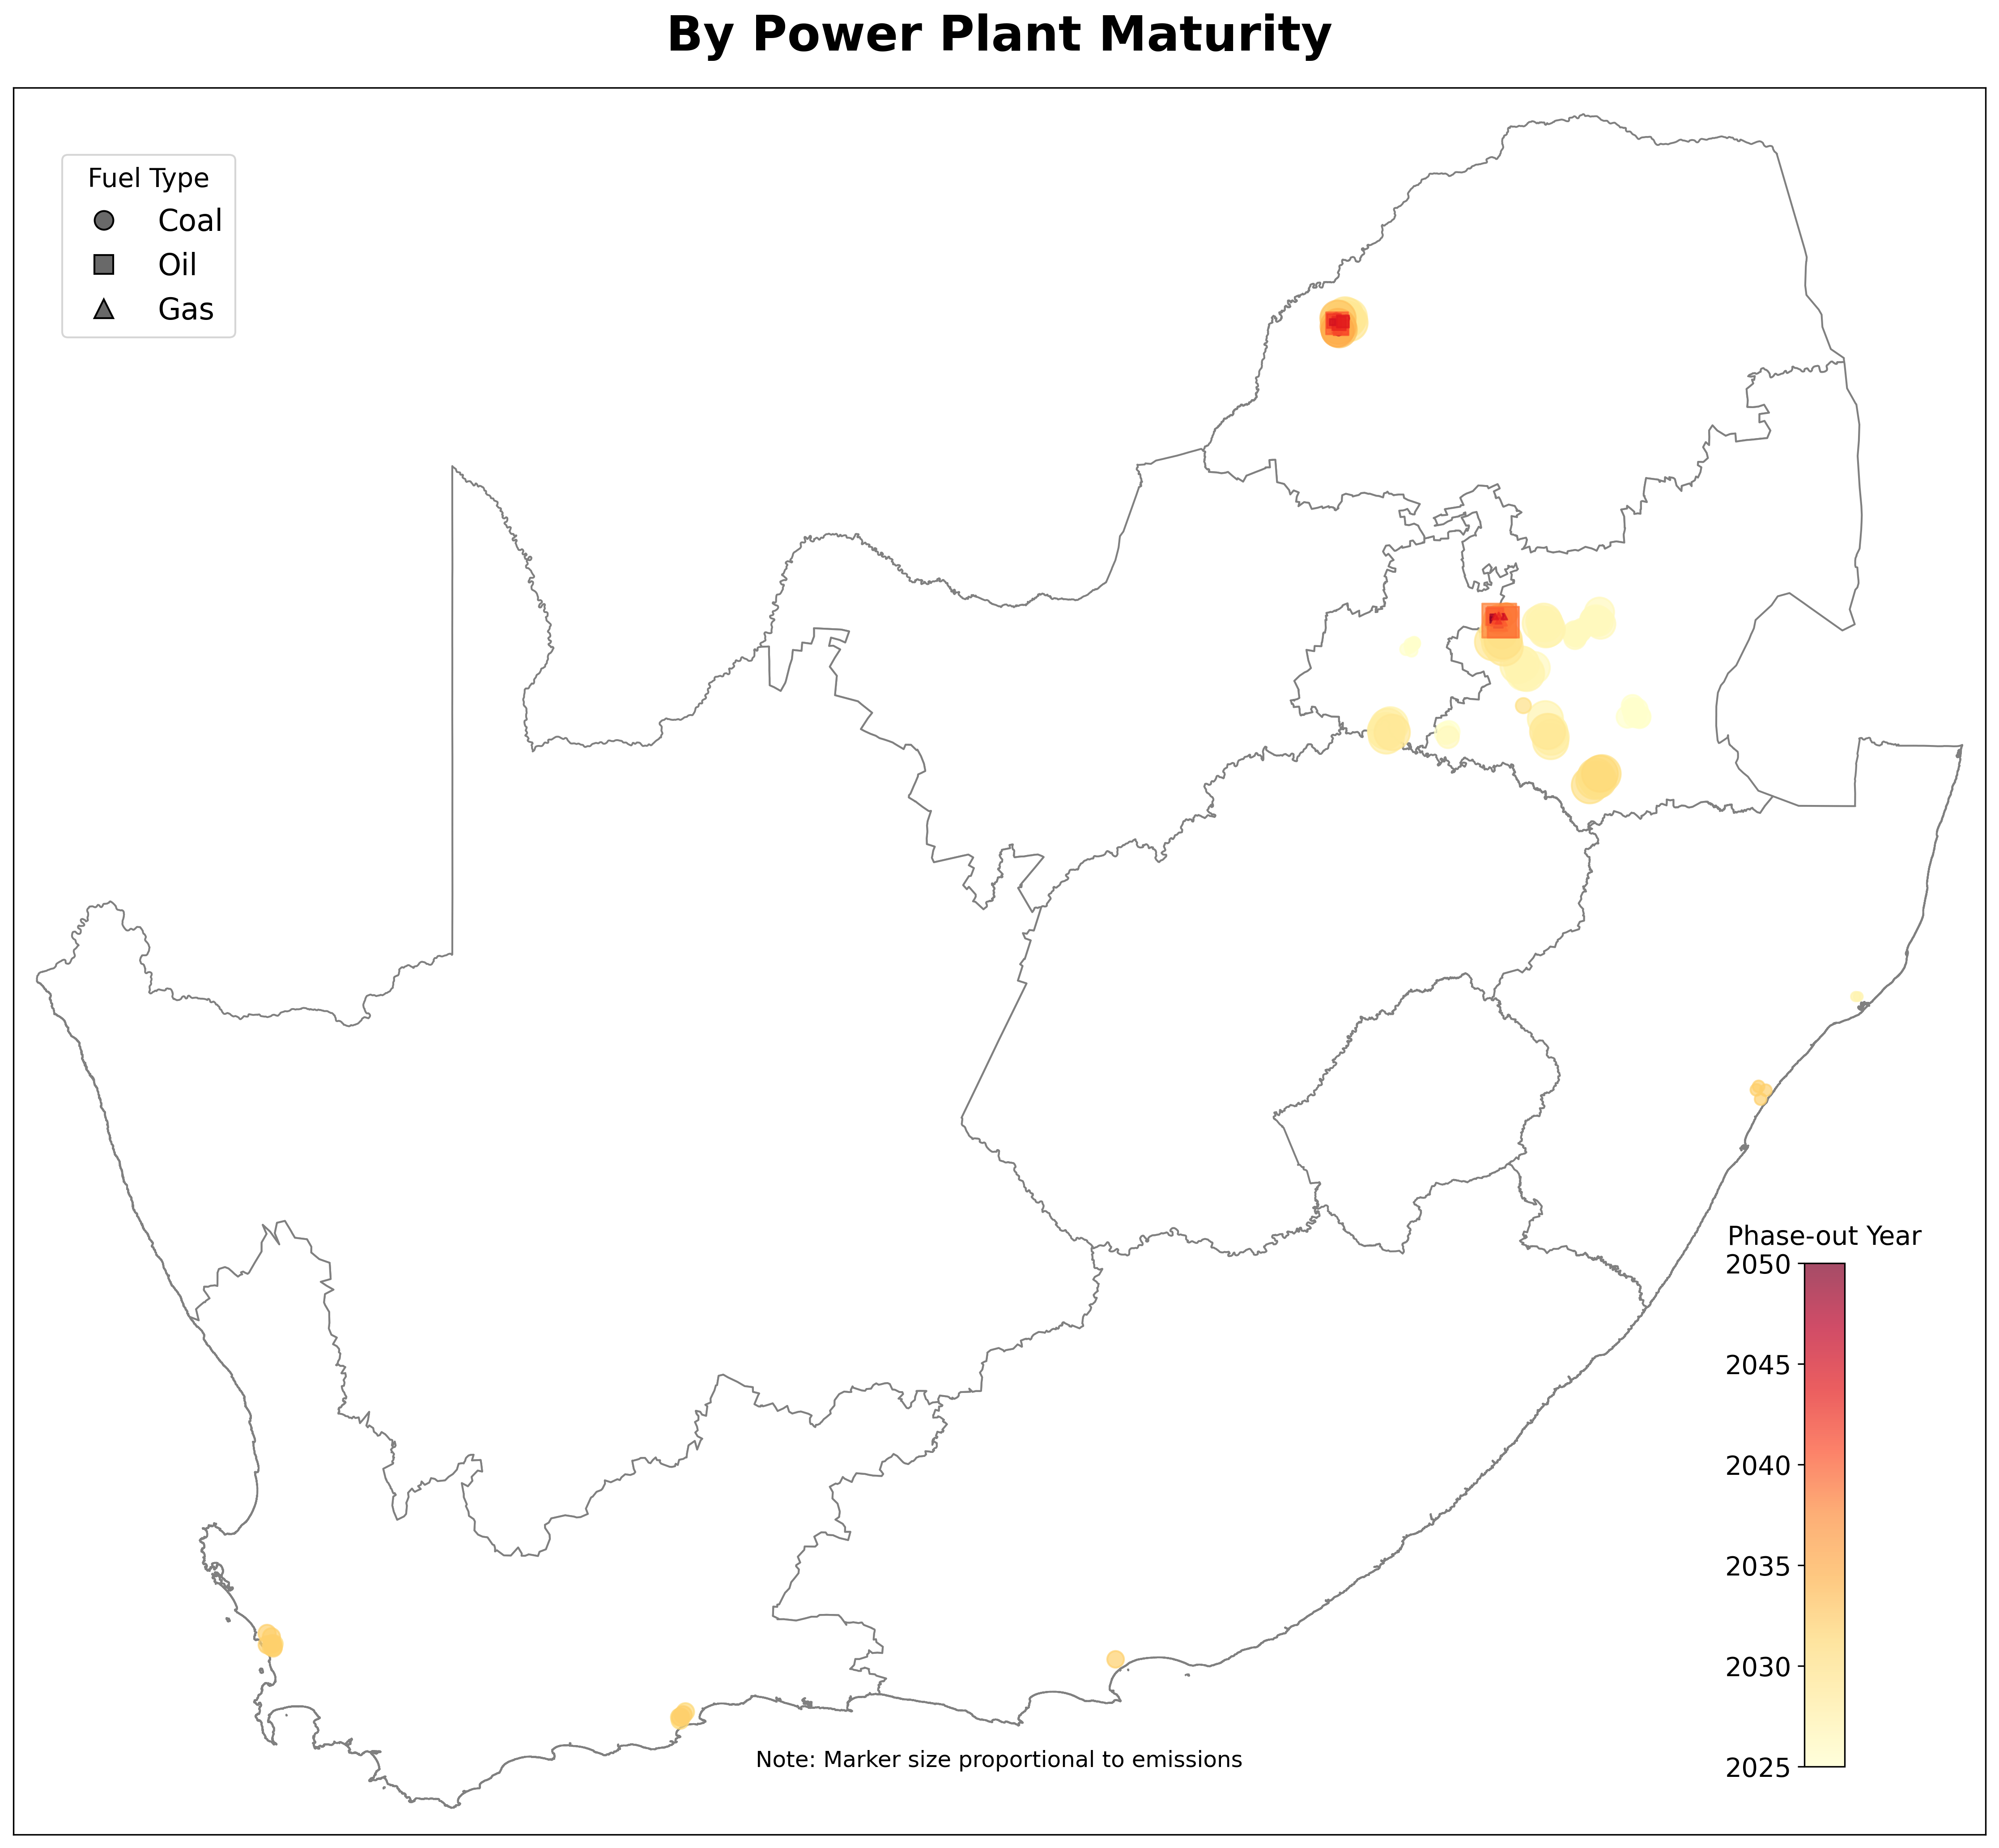 By Power Plant Maturity
Fuel Type
Coal
Oil
Gas
Phase-out Year
2050
2045
2040
2035
2030
2025
Note: Marker size proportional to emissions